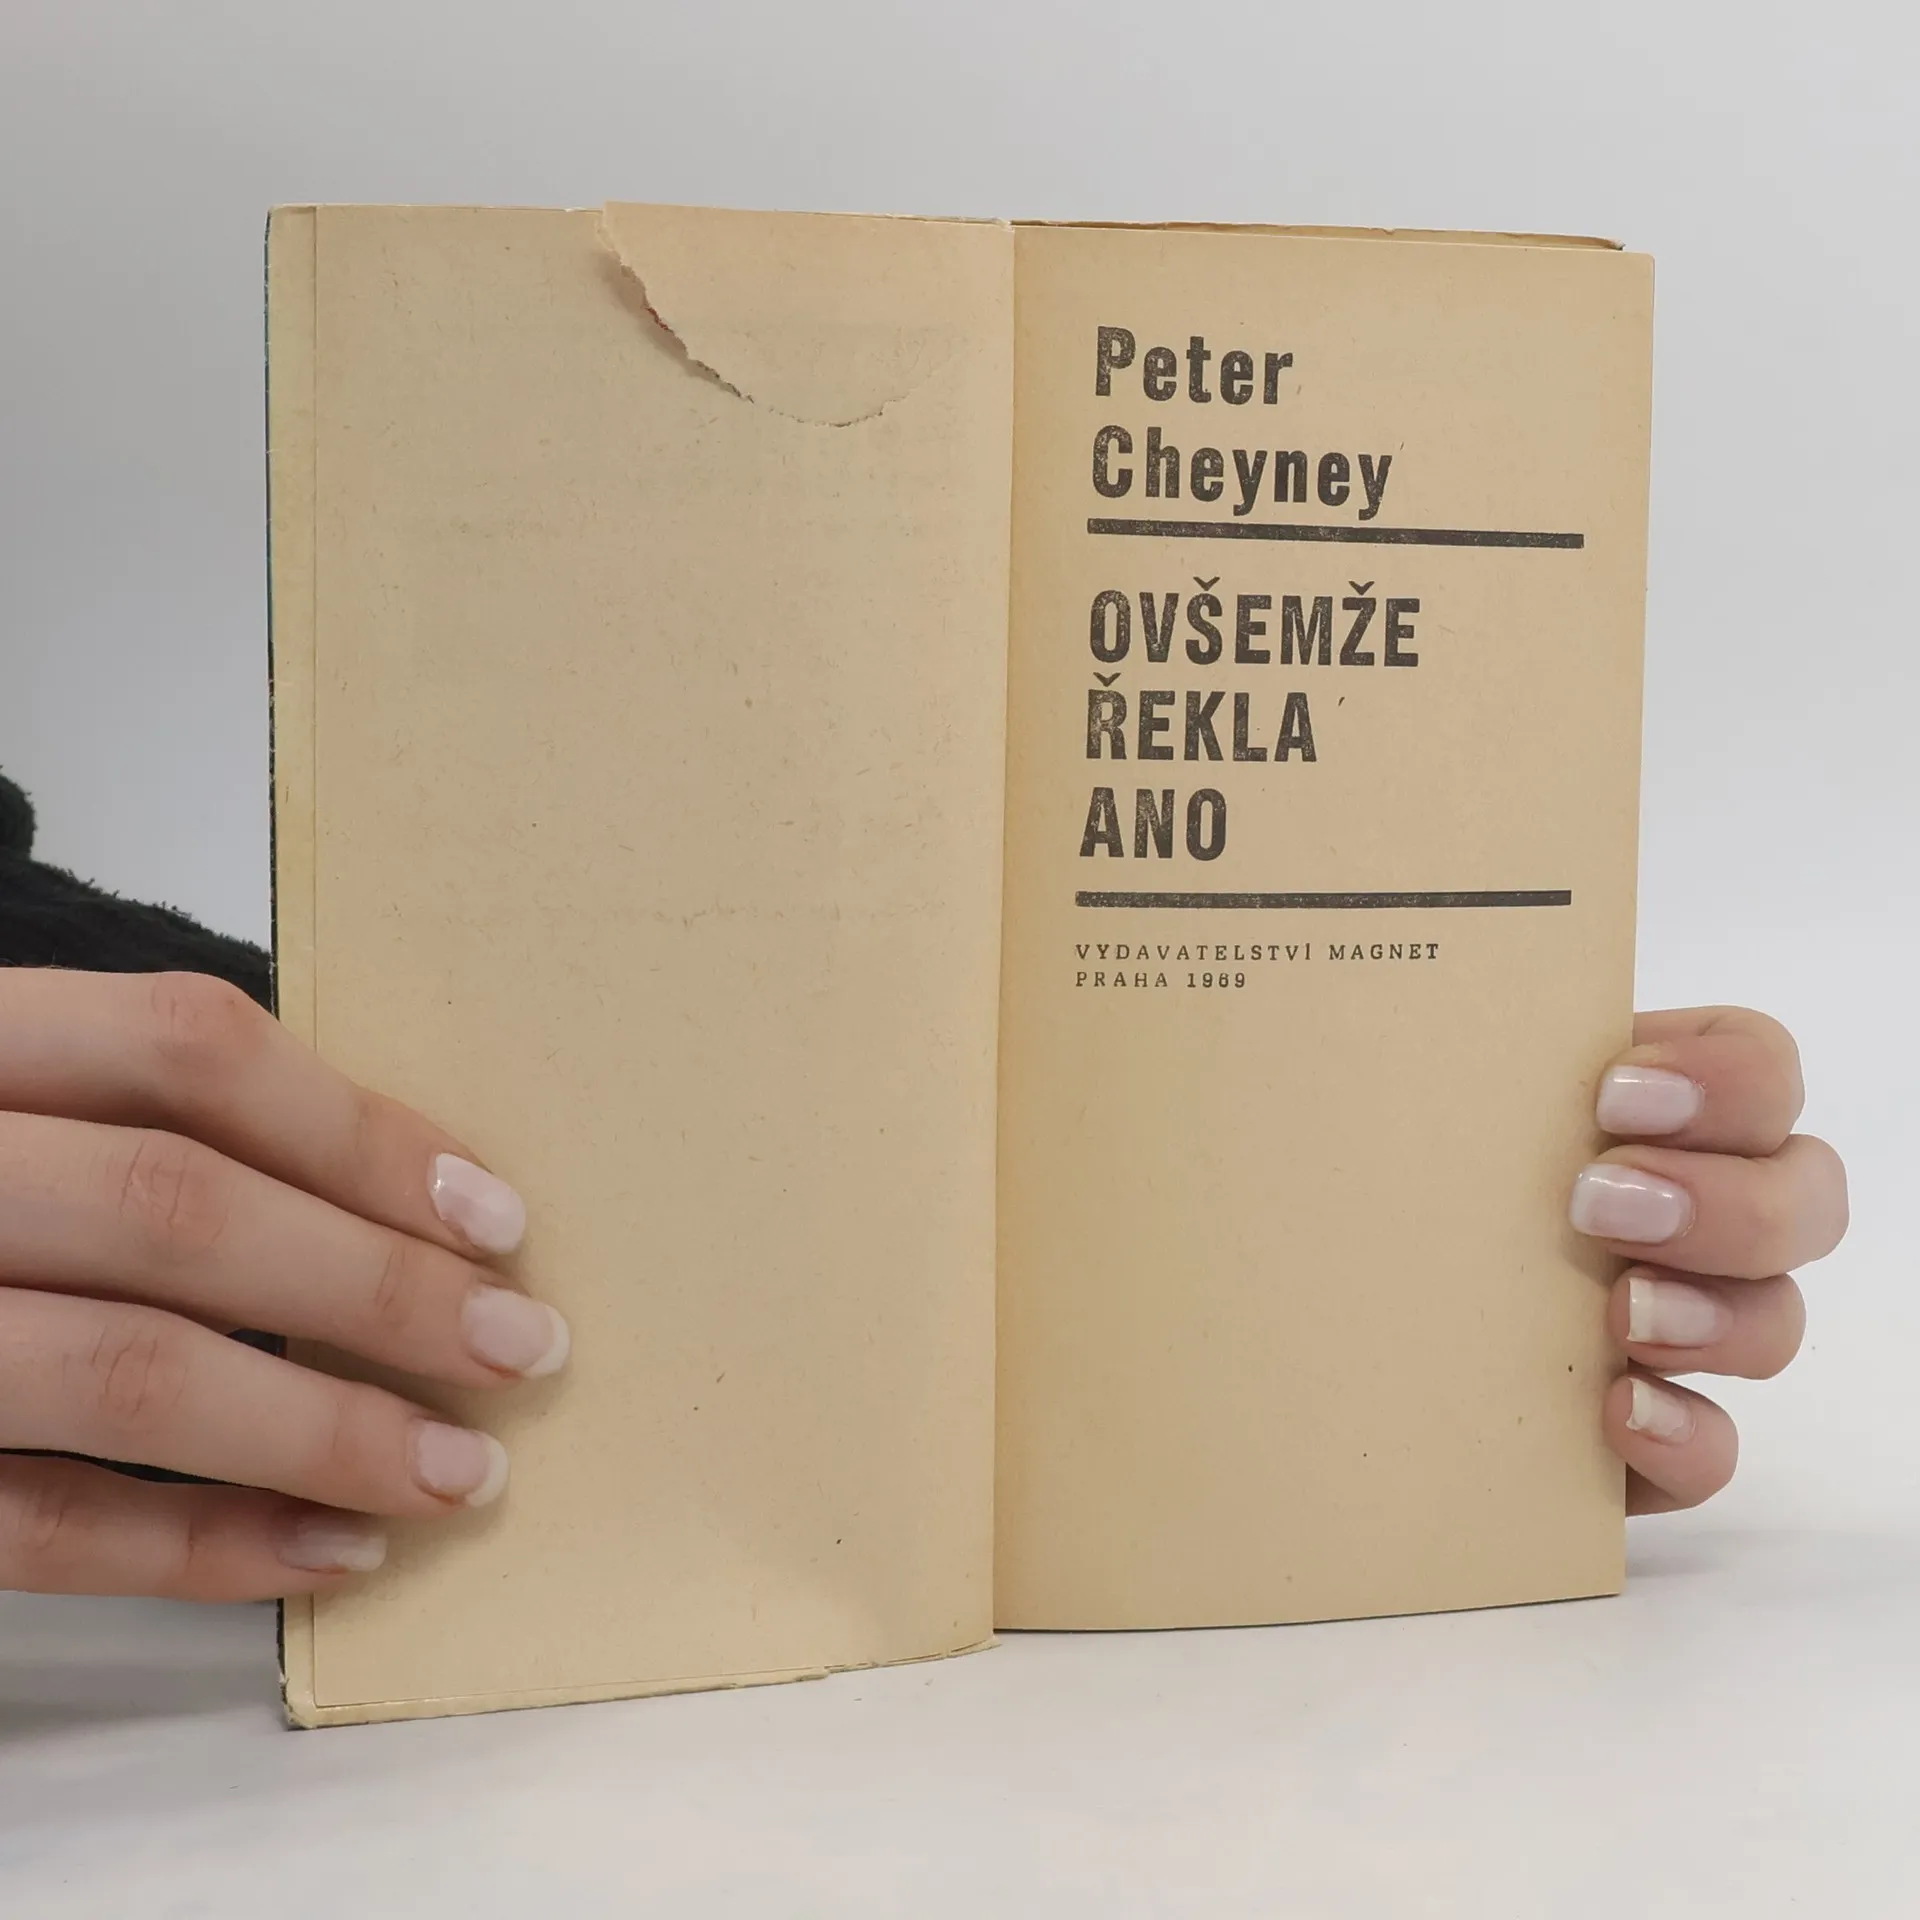 Peter
Cheyney
OVŠEMŽE
ŘEKLA
ANO
VYDAVATELSTVÍ MAGNET
PRAHA 1969